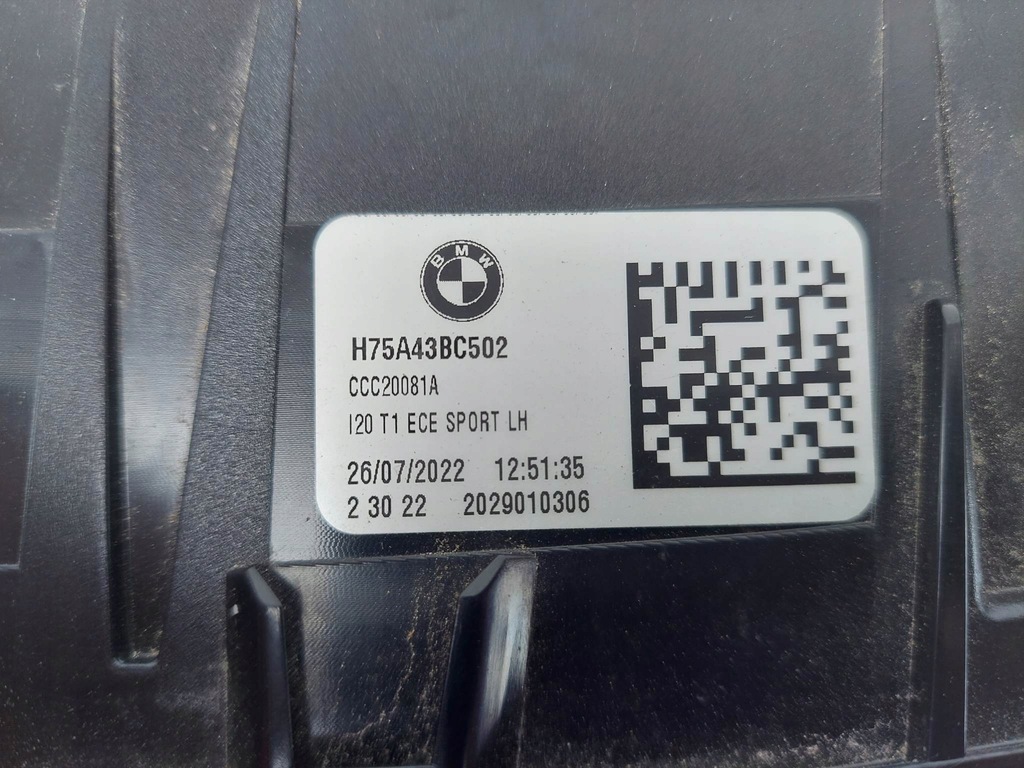 BMW
H75A43BC502
CCC20081A
I20 T1 ECE SPORT LH
26/07/2022 12:51:35
2 30 22 2029010306